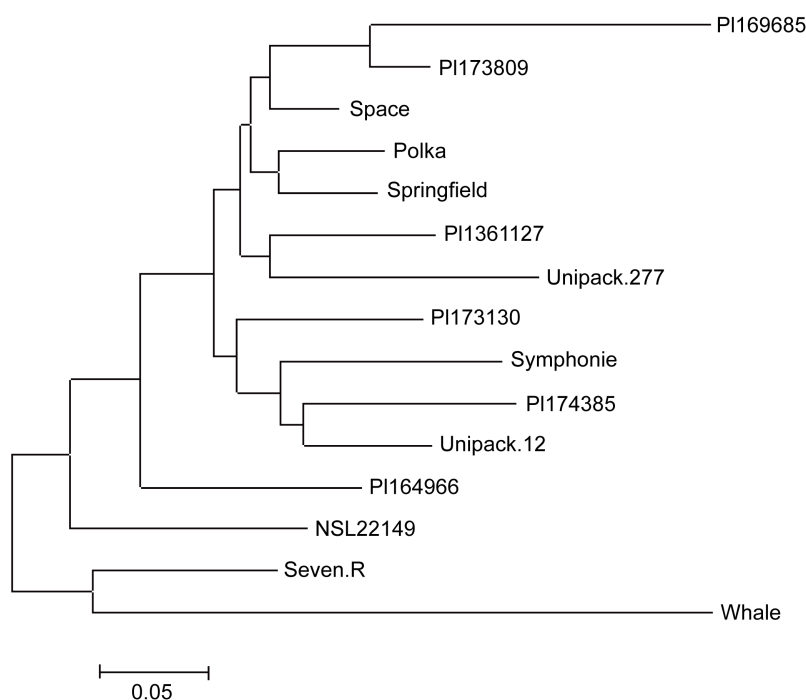 PI169685
PI173809
Space
Polka
Springfield
PI1361127
Unipack.277
PI173130
Symphonie
PI174385
Unipack.12
PI164966
NSL22149
Seven.R
Whale
0.05